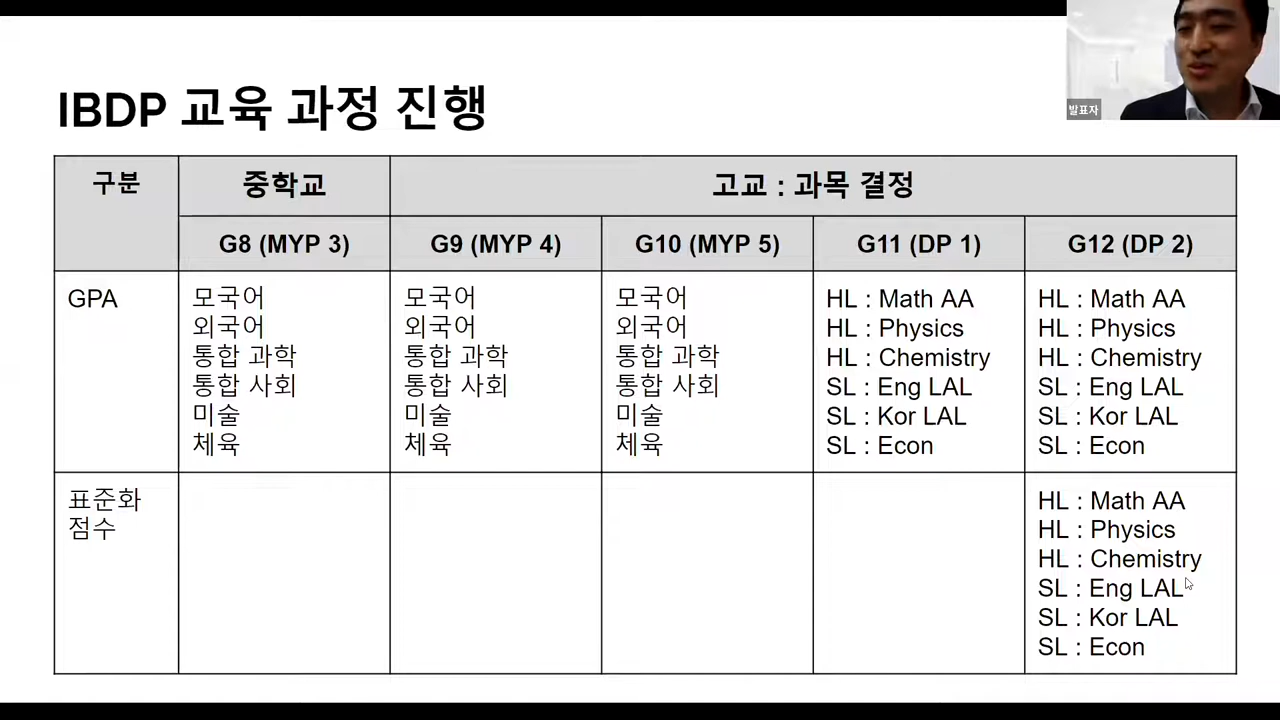 발표자
IBDP 교육 과정 진행
구분
중학교
고교 : 과목 결정
G8 (MYP 3)
G9 (MYP 4)
G10 (MYP 5)
G11 (DP 1)
G12 (DP 2)
GPA
모국어
외국어
통합 과학
통합 사회
미술
체육
모국어
외국어
통합 과학
통합 사회
미술
체육
모국어
외국어
통합 과학
통합 사회
미술
체육
HL : Math AA
HL : Physics
HL : Chemistry
SL : Eng LAL
SL : Kor LAL
SL : Econ
HL : Math AA
HL : Physics
HL : Chemistry
SL : Eng LAL
SL : Kor LAL
SL : Econ
표준화
점수
HL : Math AA
HL : Physics
HL : Chemistry
SL : Eng LAL
SL : Kor LAL
SL : Econ